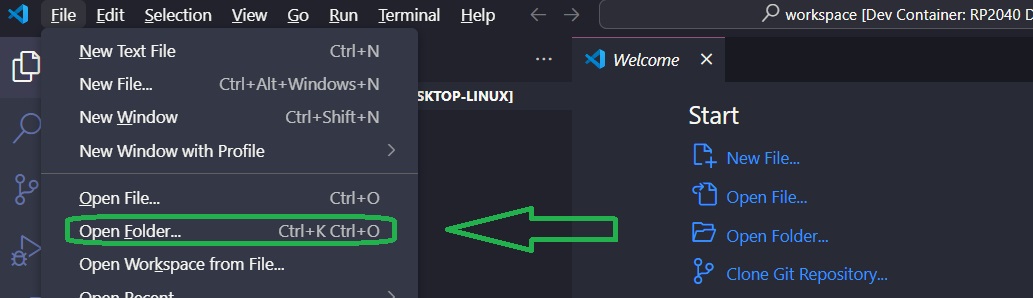 File Edit Selection View Go Run Terminal Help workspace [Dev Container: RP2040 D
New Text File Ctrl+N
New File... Ctrl+Alt+Windows+N
New Window Ctrl+Shift+N
New Window with Profile
Open File... Ctrl+O
Open Folder... Ctrl+K Ctrl+O
Open Workspace from File...
Open Recent
SKTOP-LINUX]
Welcome
Start
New File...
Open File...
Open Folder...
Clone Git Repository...